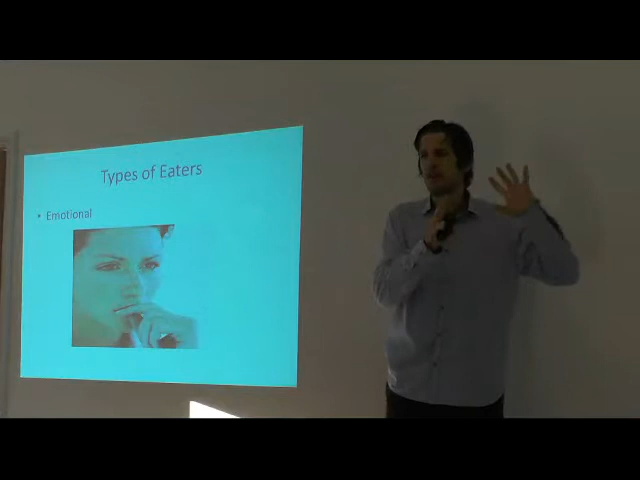 Types of Eaters
• Emotional